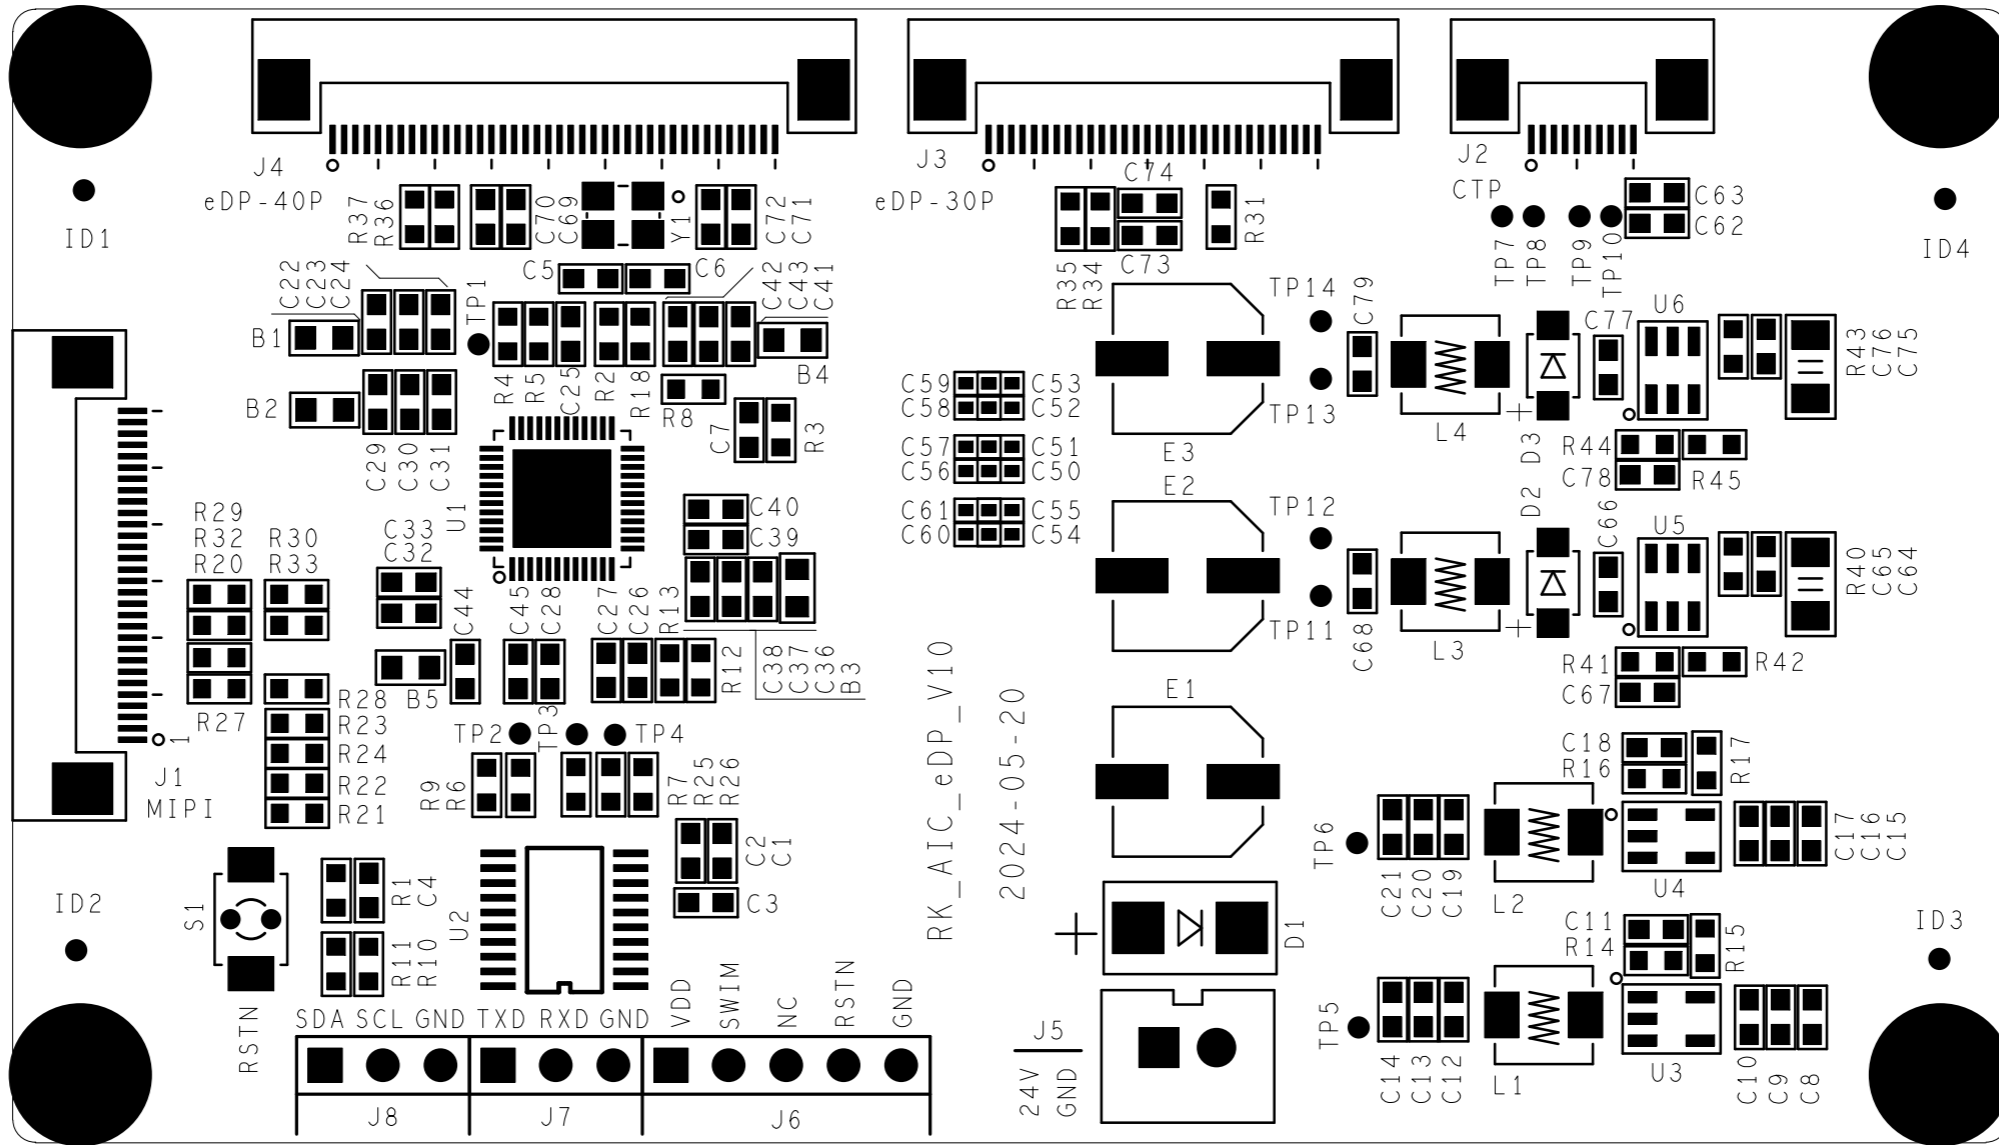 J4
eDP-40P
J3
eDP-30P
J2
CTP
ID1
ID4
R37
R36
C70
C69
Y1
C72
C71
C74
C73
R35
R34
R31
C63
C62
TP7
TP8
TP9
TP10
C22
C23
C24
TP1
C5
C6
C42
C43
C41
B1
B2
B4
R4
R5
C25
R2
R18
R8
C7
R3
C29
C30
C31
U1
C59
C53
C58
C52
C57
C51
C56
C50
C61
C55
C60
C54
E3
E2
E1
TP14
TP13
TP12
TP11
C79
L4
+
D3
C77
U6
R43
C76
C75
R44
C78
R45
C68
L3
+
D2
C66
U5
R40
C65
C64
R41
C67
R42
R29
R32
R20
R30
R33
C33
C32
C40
C39
C44
C45
C28
C27
C26
R13
R12
C38
C37
C36
B3
R27
R28
B5
R23
R24
R22
R21
1
J1
MIPI
TP2
TP3
TP4
R9
R6
R7
R25
R26
C2
C1
C3
RK_AIC_eDP_V10
2024-05-20
C18
R16
R17
TP6
C21
C20
C19
L2
U4
C17
C16
C15
C11
R14
R15
TP5
C14
C13
C12
L1
U3
C10
C9
C8
ID2
ID3
S1
RSTN
R1
C4
R11
R10
U2
+
D1
SDA SCL GND TXD RXD GND
VDD
SWIM
NC
RSTN
GND
J5
24V
GND
J8
J7
J6